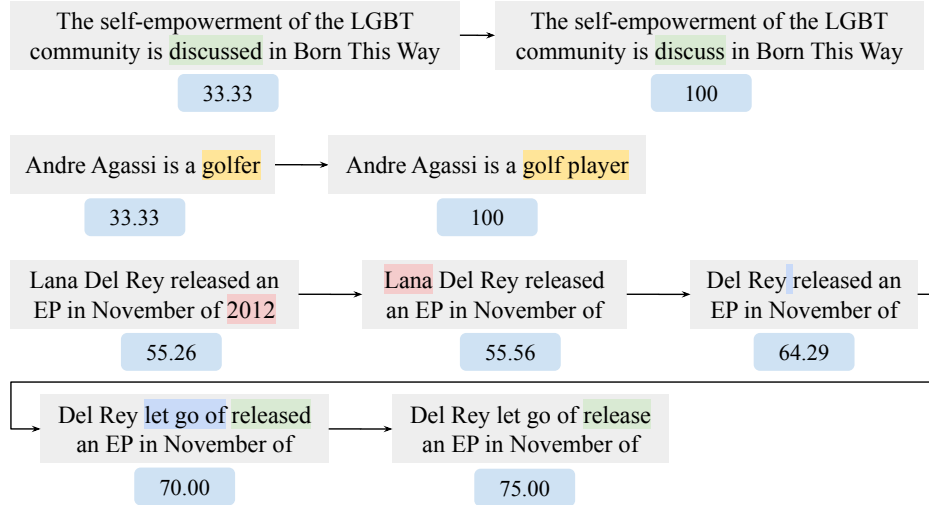 The self-empowerment of the LGBT
community is discussed in Born This Way
33.33
The self-empowerment of the LGBT
community is discuss in Born This Way
100
Andre Agassi is a golfer
33.33
Andre Agassi is a golf player
100
Lana Del Rey released an
EP in November of 2012
55.26
Lana Del Rey released
an EP in November of
55.56
Del Rey released an
EP in November of
64.29
Del Rey let go of released
an EP in November of
70.00
Del Rey let go of release
an EP in November of
75.00